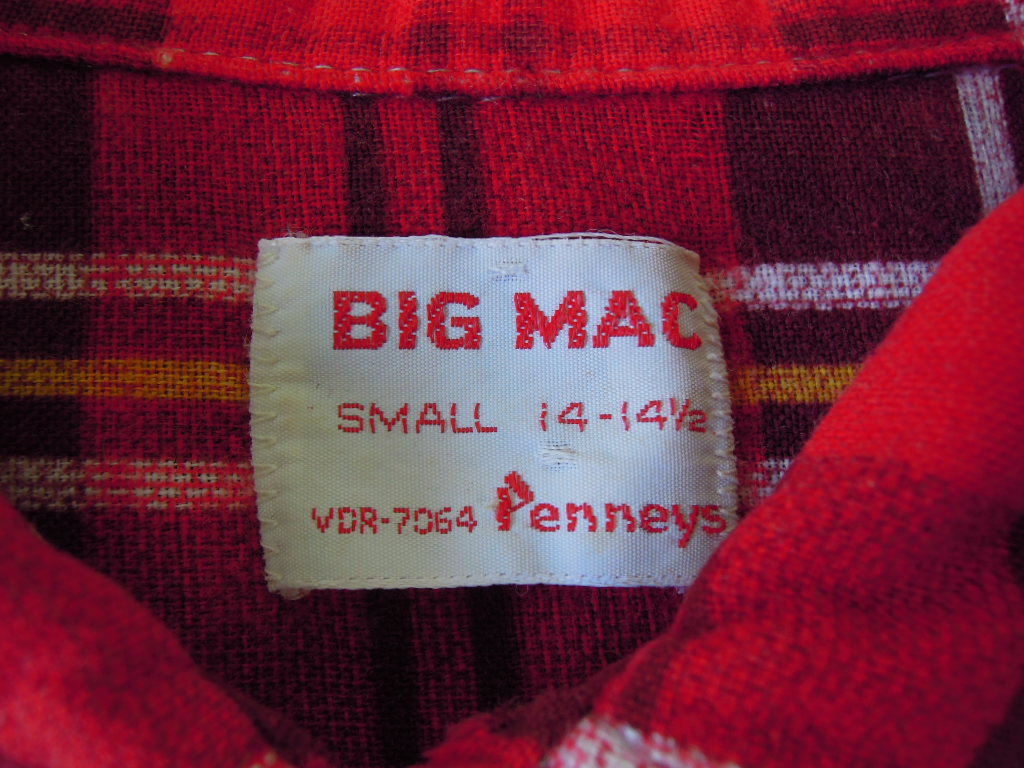 BIG MAC
SMALL 14-14½
VDR-7064 Penneys